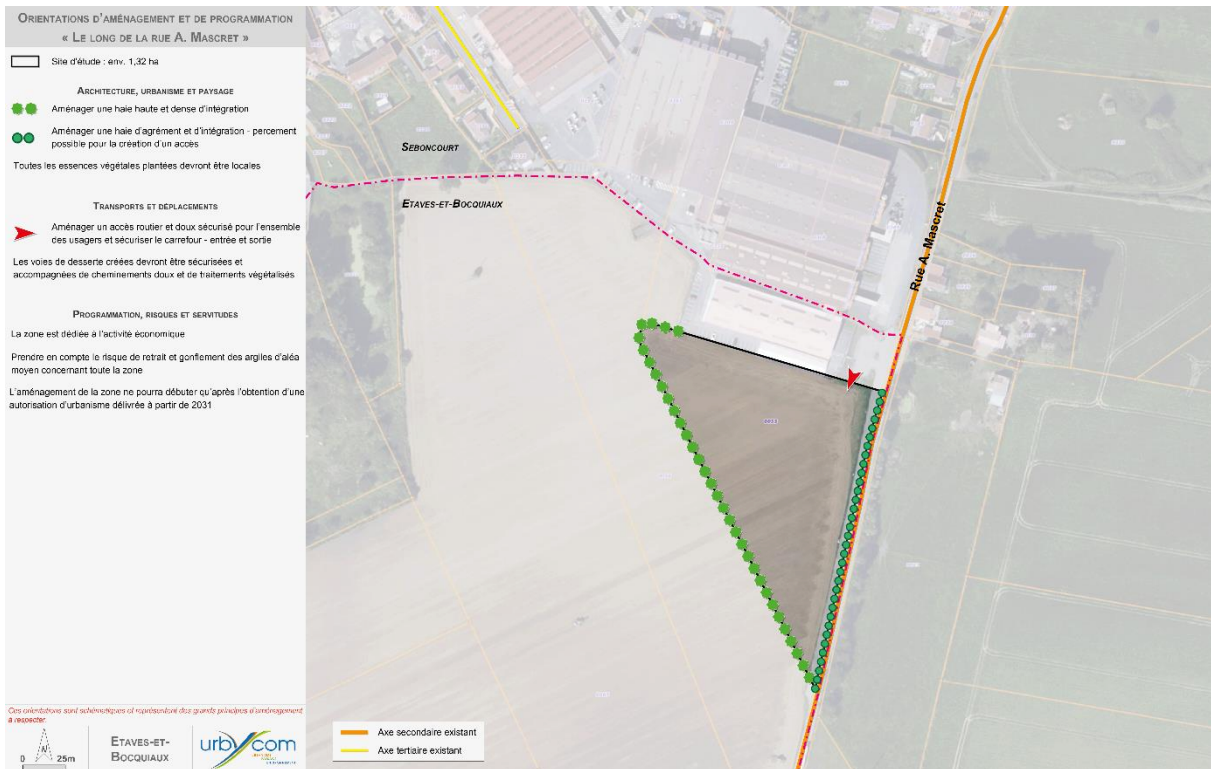 ORIENTATIONS D'AMÉNAGEMENT ET DE PROGRAMMATION
« LE LONG DE LA RUE A. MASCRET »
Site d'étude : env. 1,32 ha
ARCHITECTURE, URBANISME ET PAYSAGE
Aménager une haie haute et dense d'intégration
Aménager une haie d'agrément et d'intégration - percement
possible pour la création d'un accès
Toutes les essences végétales plantées devront être locales
TRANSPORTS ET DÉPLACEMENTS
Aménager un accès routier et doux sécurisé pour l'ensemble
des usagers et sécuriser le carrefour - entrée et sortie
Les voies de desserte créées devront être sécurisées et
accompagnées de cheminements doux et de traitements végétalisés
PROGRAMMATION, RISQUES ET SERVITUDES
La zone est dédiée à l'activité économique
Prendre en compte le risque de retrait et gonflement des argiles d'aléa
moyen concernant toute la zone
L'aménagement de la zone ne pourra débuter qu'après l'obtention d'une
autorisation d'urbanisme délivrée à partir de 2031
Ces orientations sont schématiques et représentent des grands principes d'aménagement
à respecter.
0 25m
ETAVES-ET-
BOCQUIAUX
urbycom
SEBONCOURT
ETAVES-ET-BOCQUIAUX
Rue A. Mascret
Axe secondaire existant
Axe tertiaire existant